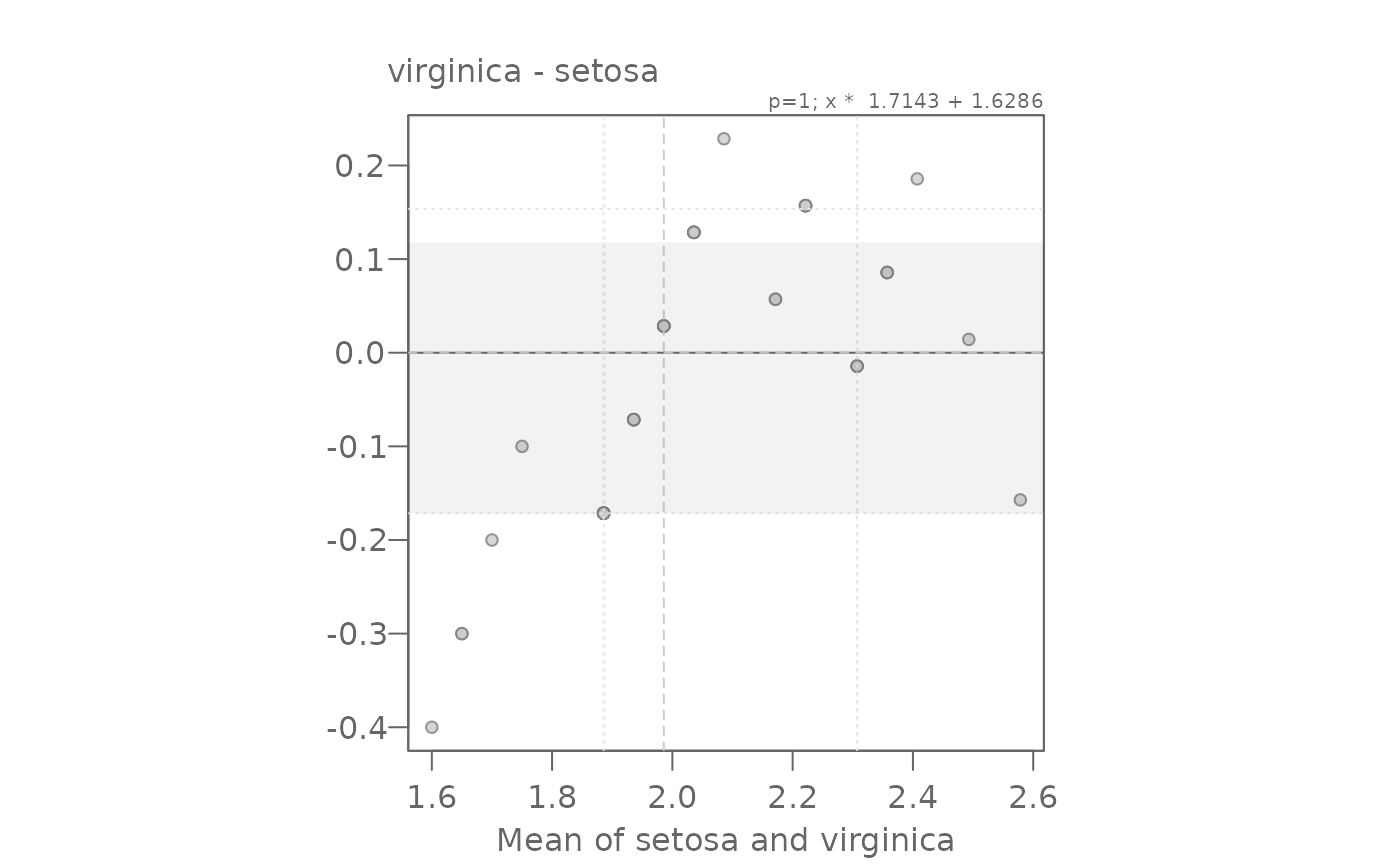 virginica - setosa
p=1; x *  1.7143 + 1.6286
0.2
0.1
0.0
-0.1
-0.2
-0.3
-0.4
1.6 1.8 2.0 2.2 2.4 2.6
Mean of setosa and virginica